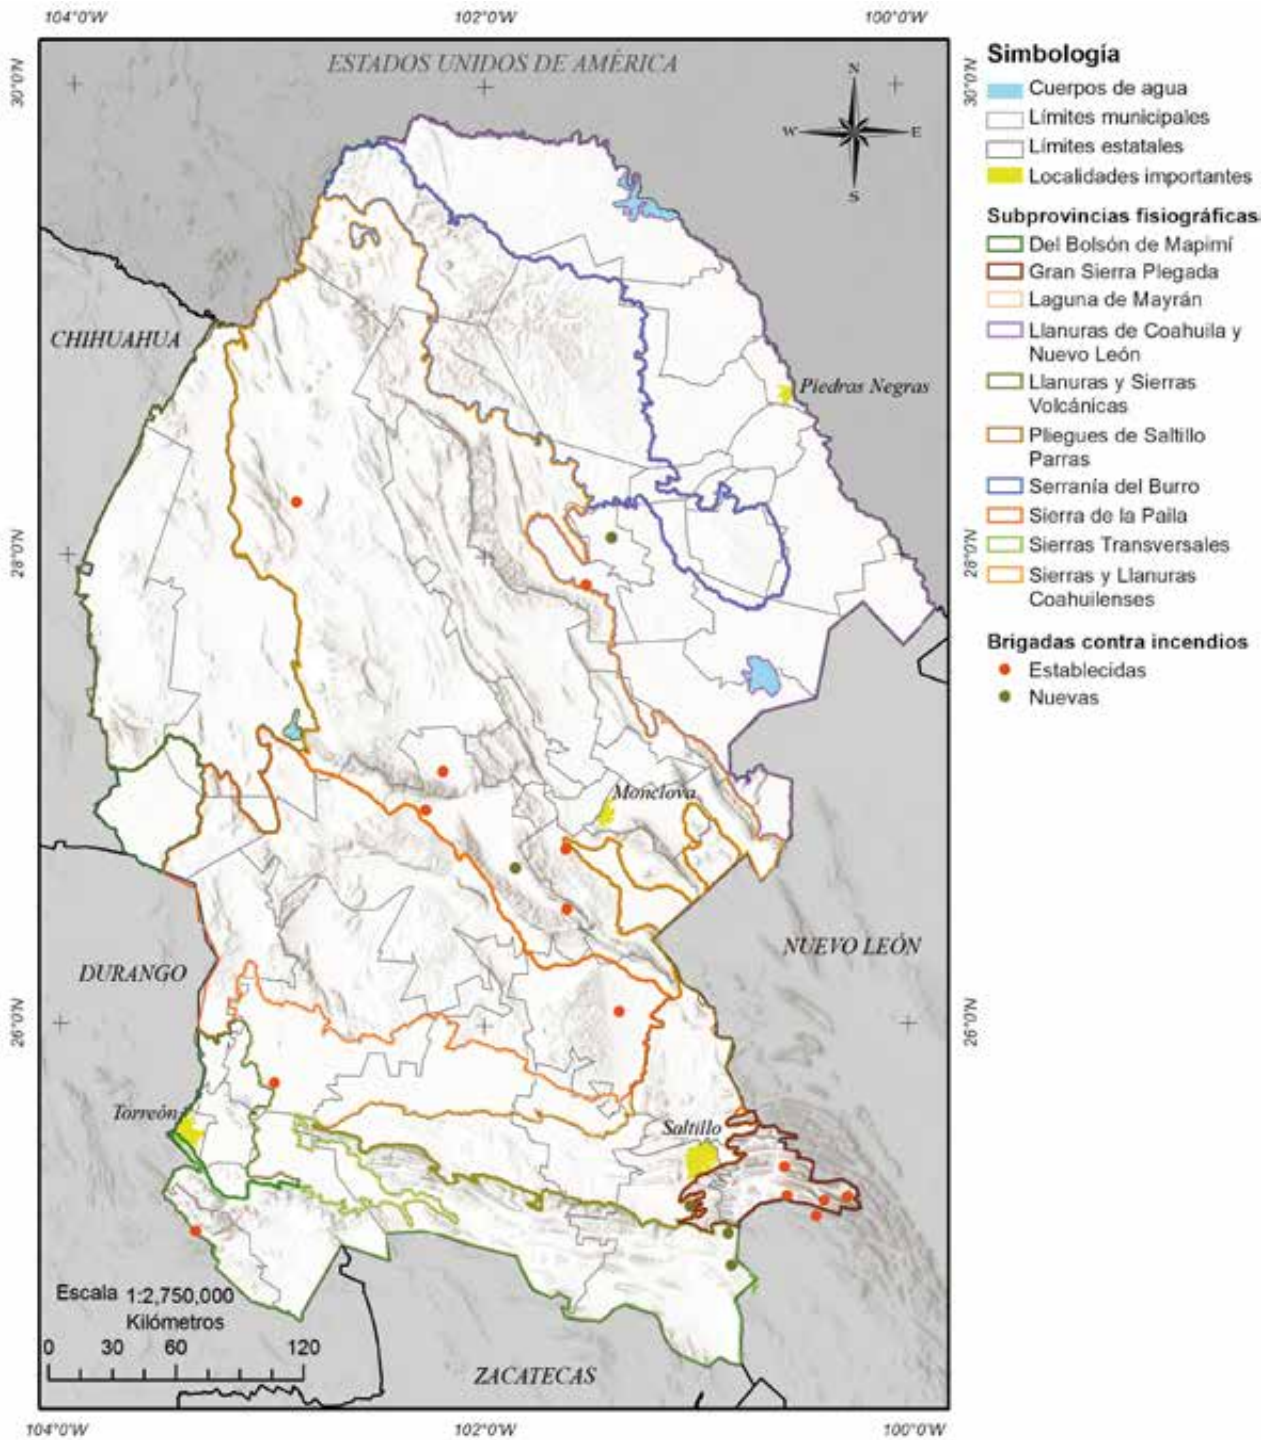 104°0'W 102°0'W 100°0'W
30°0'N
ESTADOS UNIDOS DE AMÉRICA
N
W E
S
30°0'N
CHIHUAHUA
Piedras Negras
28°0'N
28°0'N
Monclova
DURANGO
NUEVO LEÓN
26°0'N
26°0'N
Torreón
Saltillo
Escala 1:2,750,000
Kilómetros
0 30 60 120
ZACATECAS
104°0'W 102°0'W 100°0'W
Simbología
Cuerpos de agua
Límites municipales
Límites estatales
Localidades importantes
Subprovincias fisiográficas
Del Bolsón de Mapimí
Gran Sierra Plegada
Laguna de Mayrán
Llanuras de Coahuila y
Nuevo León
Llanuras y Sierras
Volcánicas
Pliegues de Saltillo
Parras
Serranía del Burro
Sierra de la Paila
Sierras Transversales
Sierras y Llanuras
Coahuilenses
Brigadas contra incendios
Establecidas
Nuevas